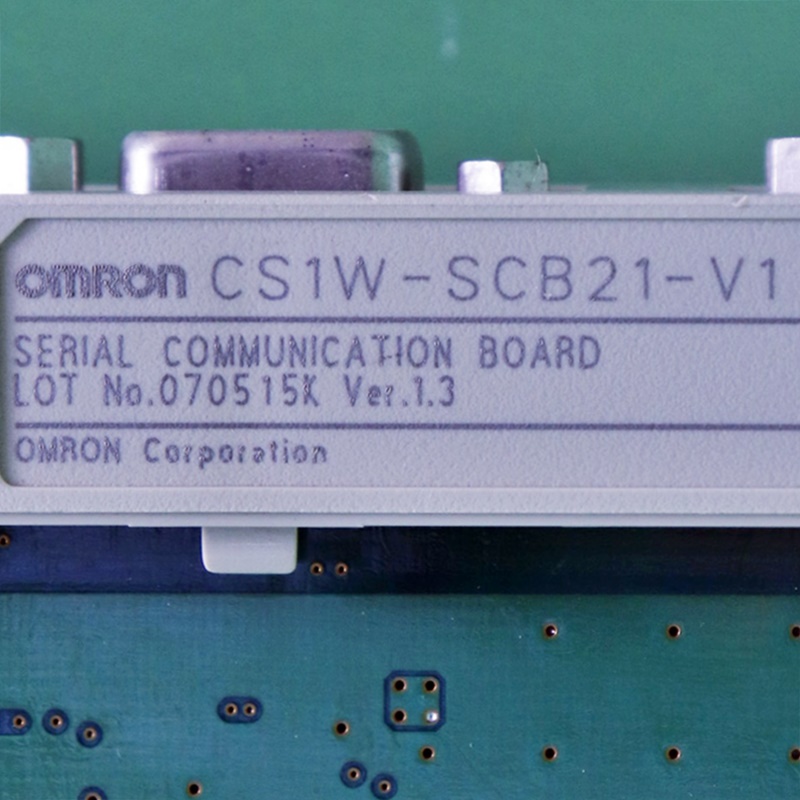 OMRON CS1W-SCB21-V1
SERIAL COMMUNICATION BOARD
LOT No.070515K Ver.1.3
OMRON Corporation